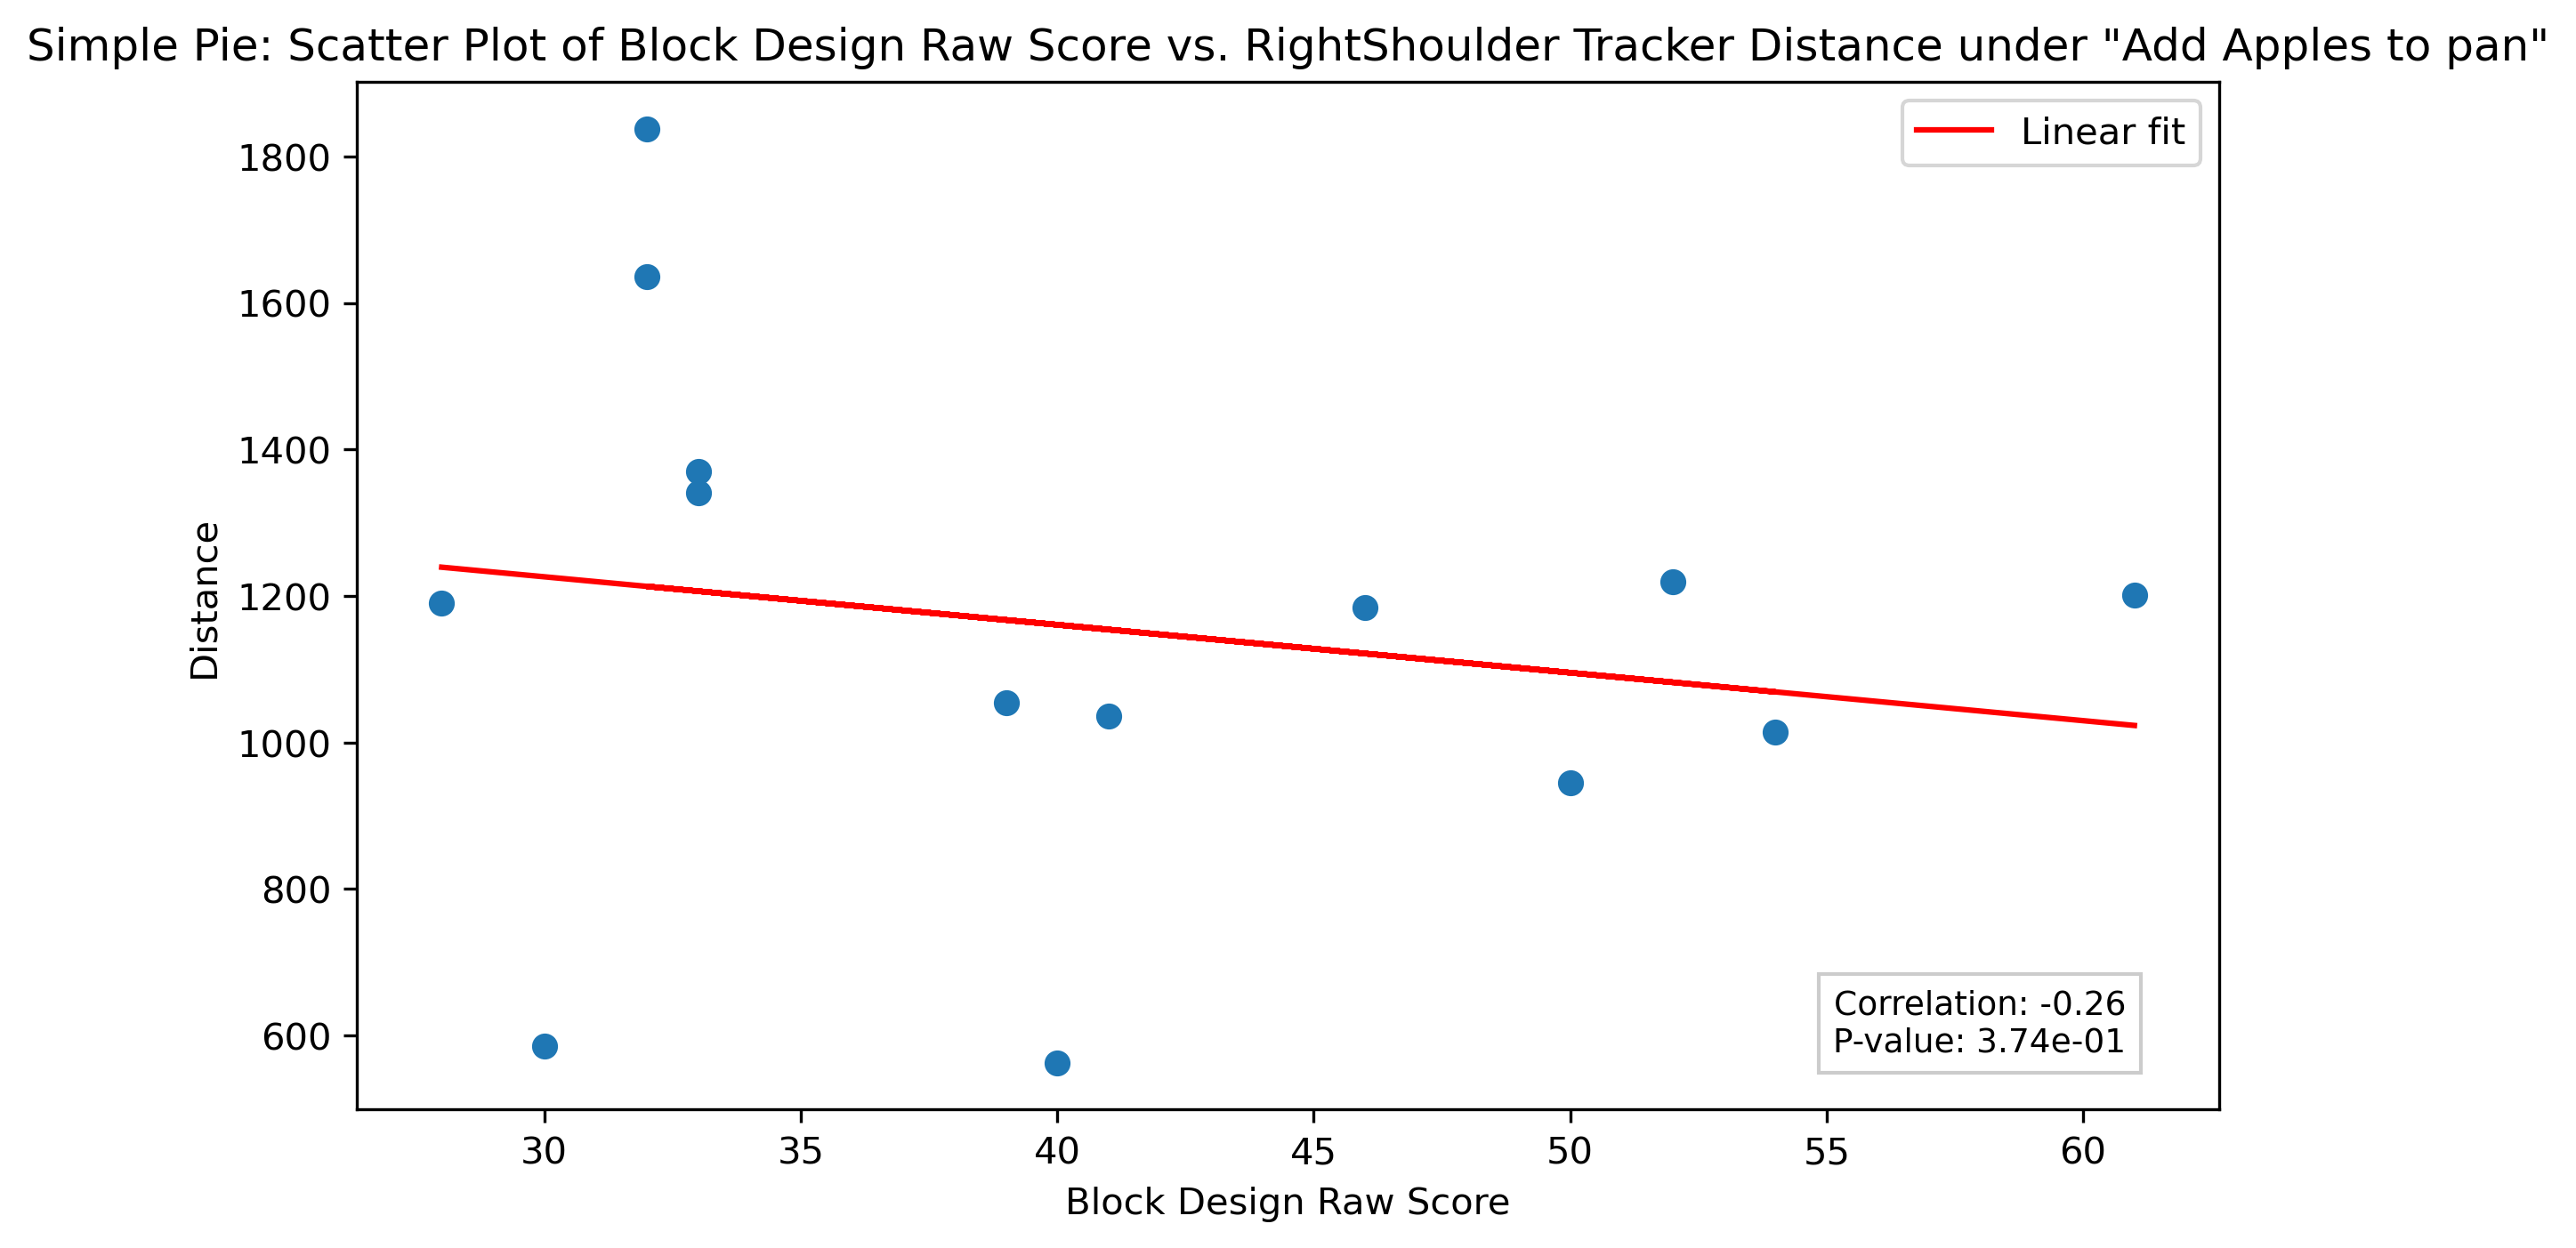 Simple Pie: Scatter Plot of Block Design Raw Score vs. RightShoulder Tracker Distance under "Add Apples to pan"
Linear fit
1800
1600
1400
1200
1000
800
600
Distance
Correlation: -0.26
P-value: 3.74e-01
30 35 40 45 50 55 60
Block Design Raw Score